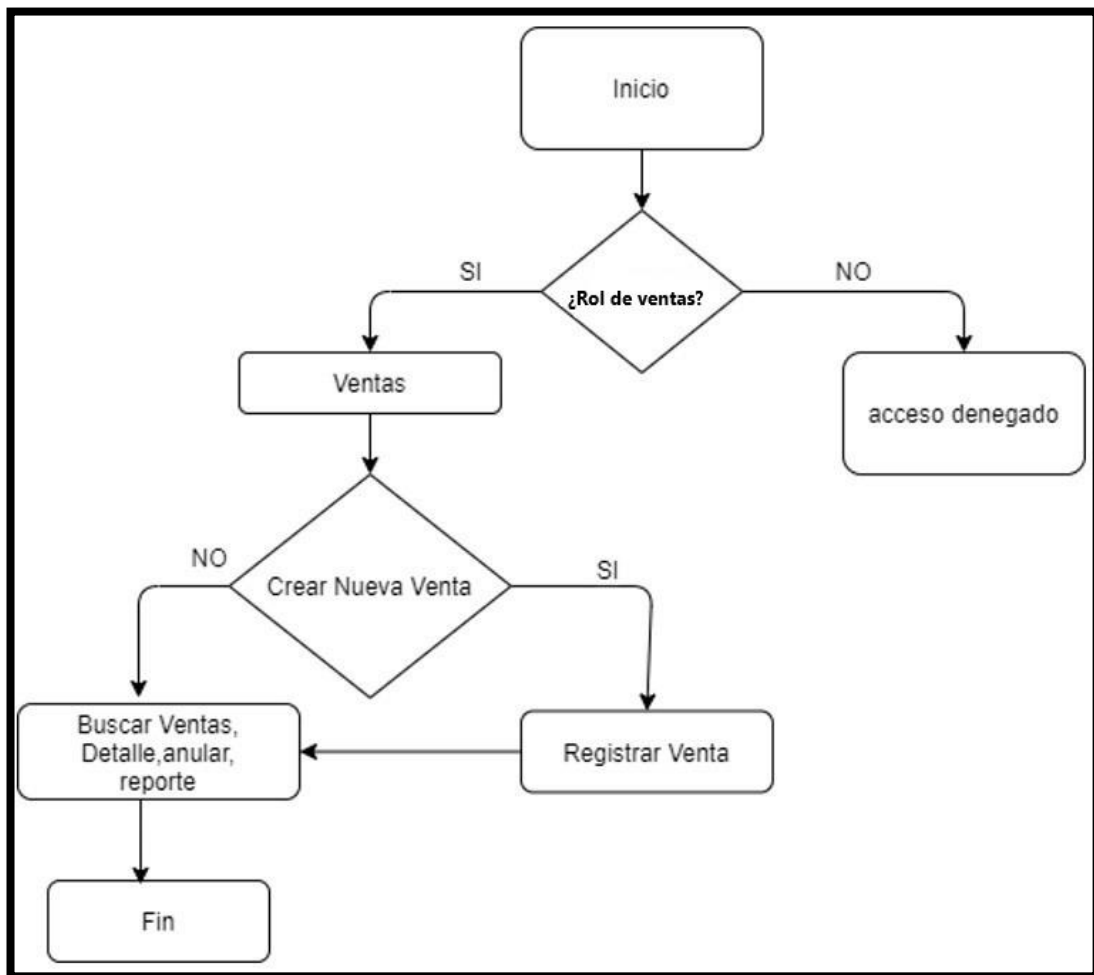 Inicio
SI
NO
¿Rol de ventas?
Ventas
acceso denegado
NO
SI
Crear Nueva Venta
Buscar Ventas,
Detalle,anular,
reporte
Registrar Venta
Fin